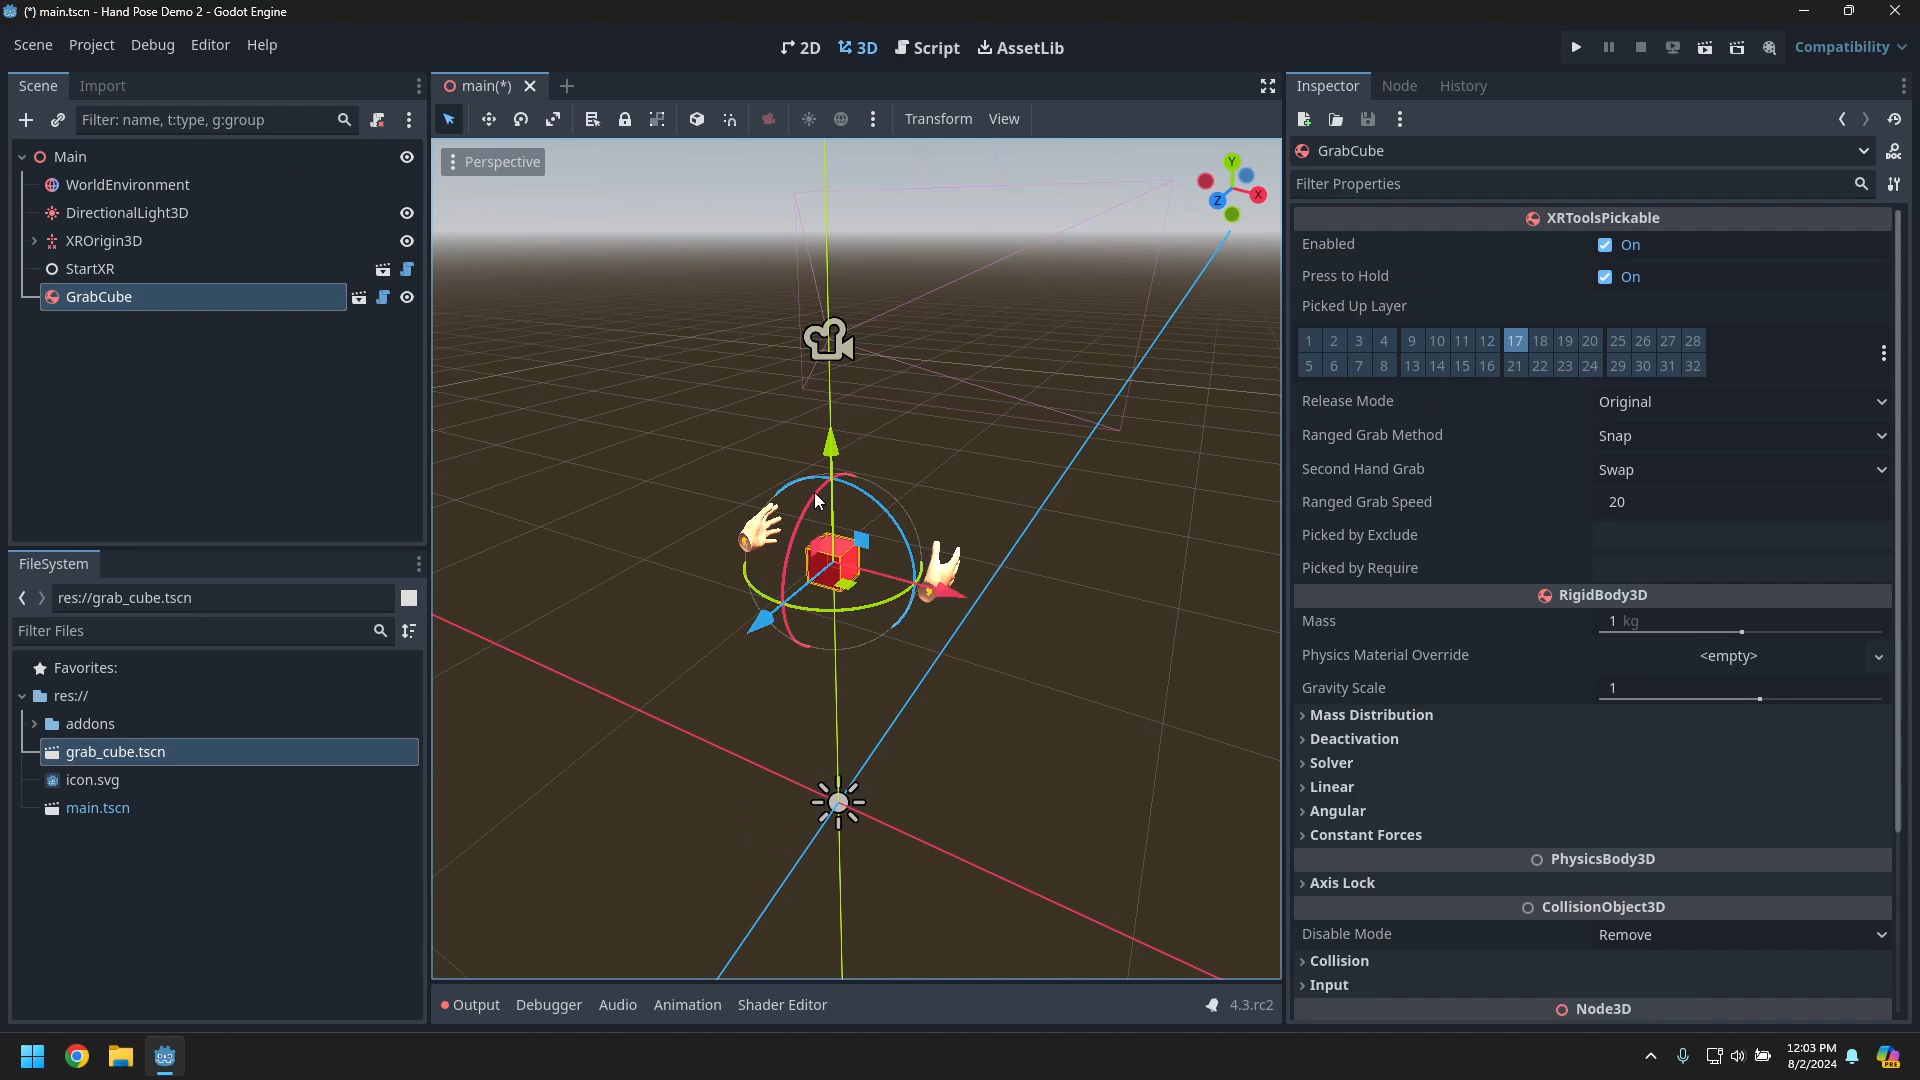 (*) main.tscn - Hand Pose Demo 2 - Godot Engine
Scene Project Debug Editor Help
2D 3D Script AssetLib
Compatibility
Scene Import
main(*)
Inspector Node History
Filter: name, t:type, g:group
Transform View
Main
WorldEnvironment
DirectionalLight3D
XROrigin3D
StartXR
GrabCube
Perspective
Y
X
Z
GrabCube
DOC
Filter Properties
XRToolsPickable
Enabled On
Press to Hold On
Picked Up Layer
1 2 3 4 9 10 11 12 17 18 19 20 25 26 27 28
5 6 7 8 13 14 15 16 21 22 23 24 29 30 31 32
Release Mode Original
Ranged Grab Method Snap
Second Hand Grab Swap
Ranged Grab Speed 20
Picked by Exclude
Picked by Require
RigidBody3D
Mass 1 kg
Physics Material Override <empty>
Gravity Scale 1
Mass Distribution
Deactivation
Solver
Linear
Angular
Constant Forces
PhysicsBody3D
Axis Lock
CollisionObject3D
Disable Mode Remove
Collision
Input
Node3D
FileSystem
res://grab_cube.tscn
Filter Files
Favorites:
res://
addons
grab_cube.tscn
icon.svg
main.tscn
Output Debugger Audio Animation Shader Editor
4.3.rc2
12:03 PM
8/2/2024
PRE